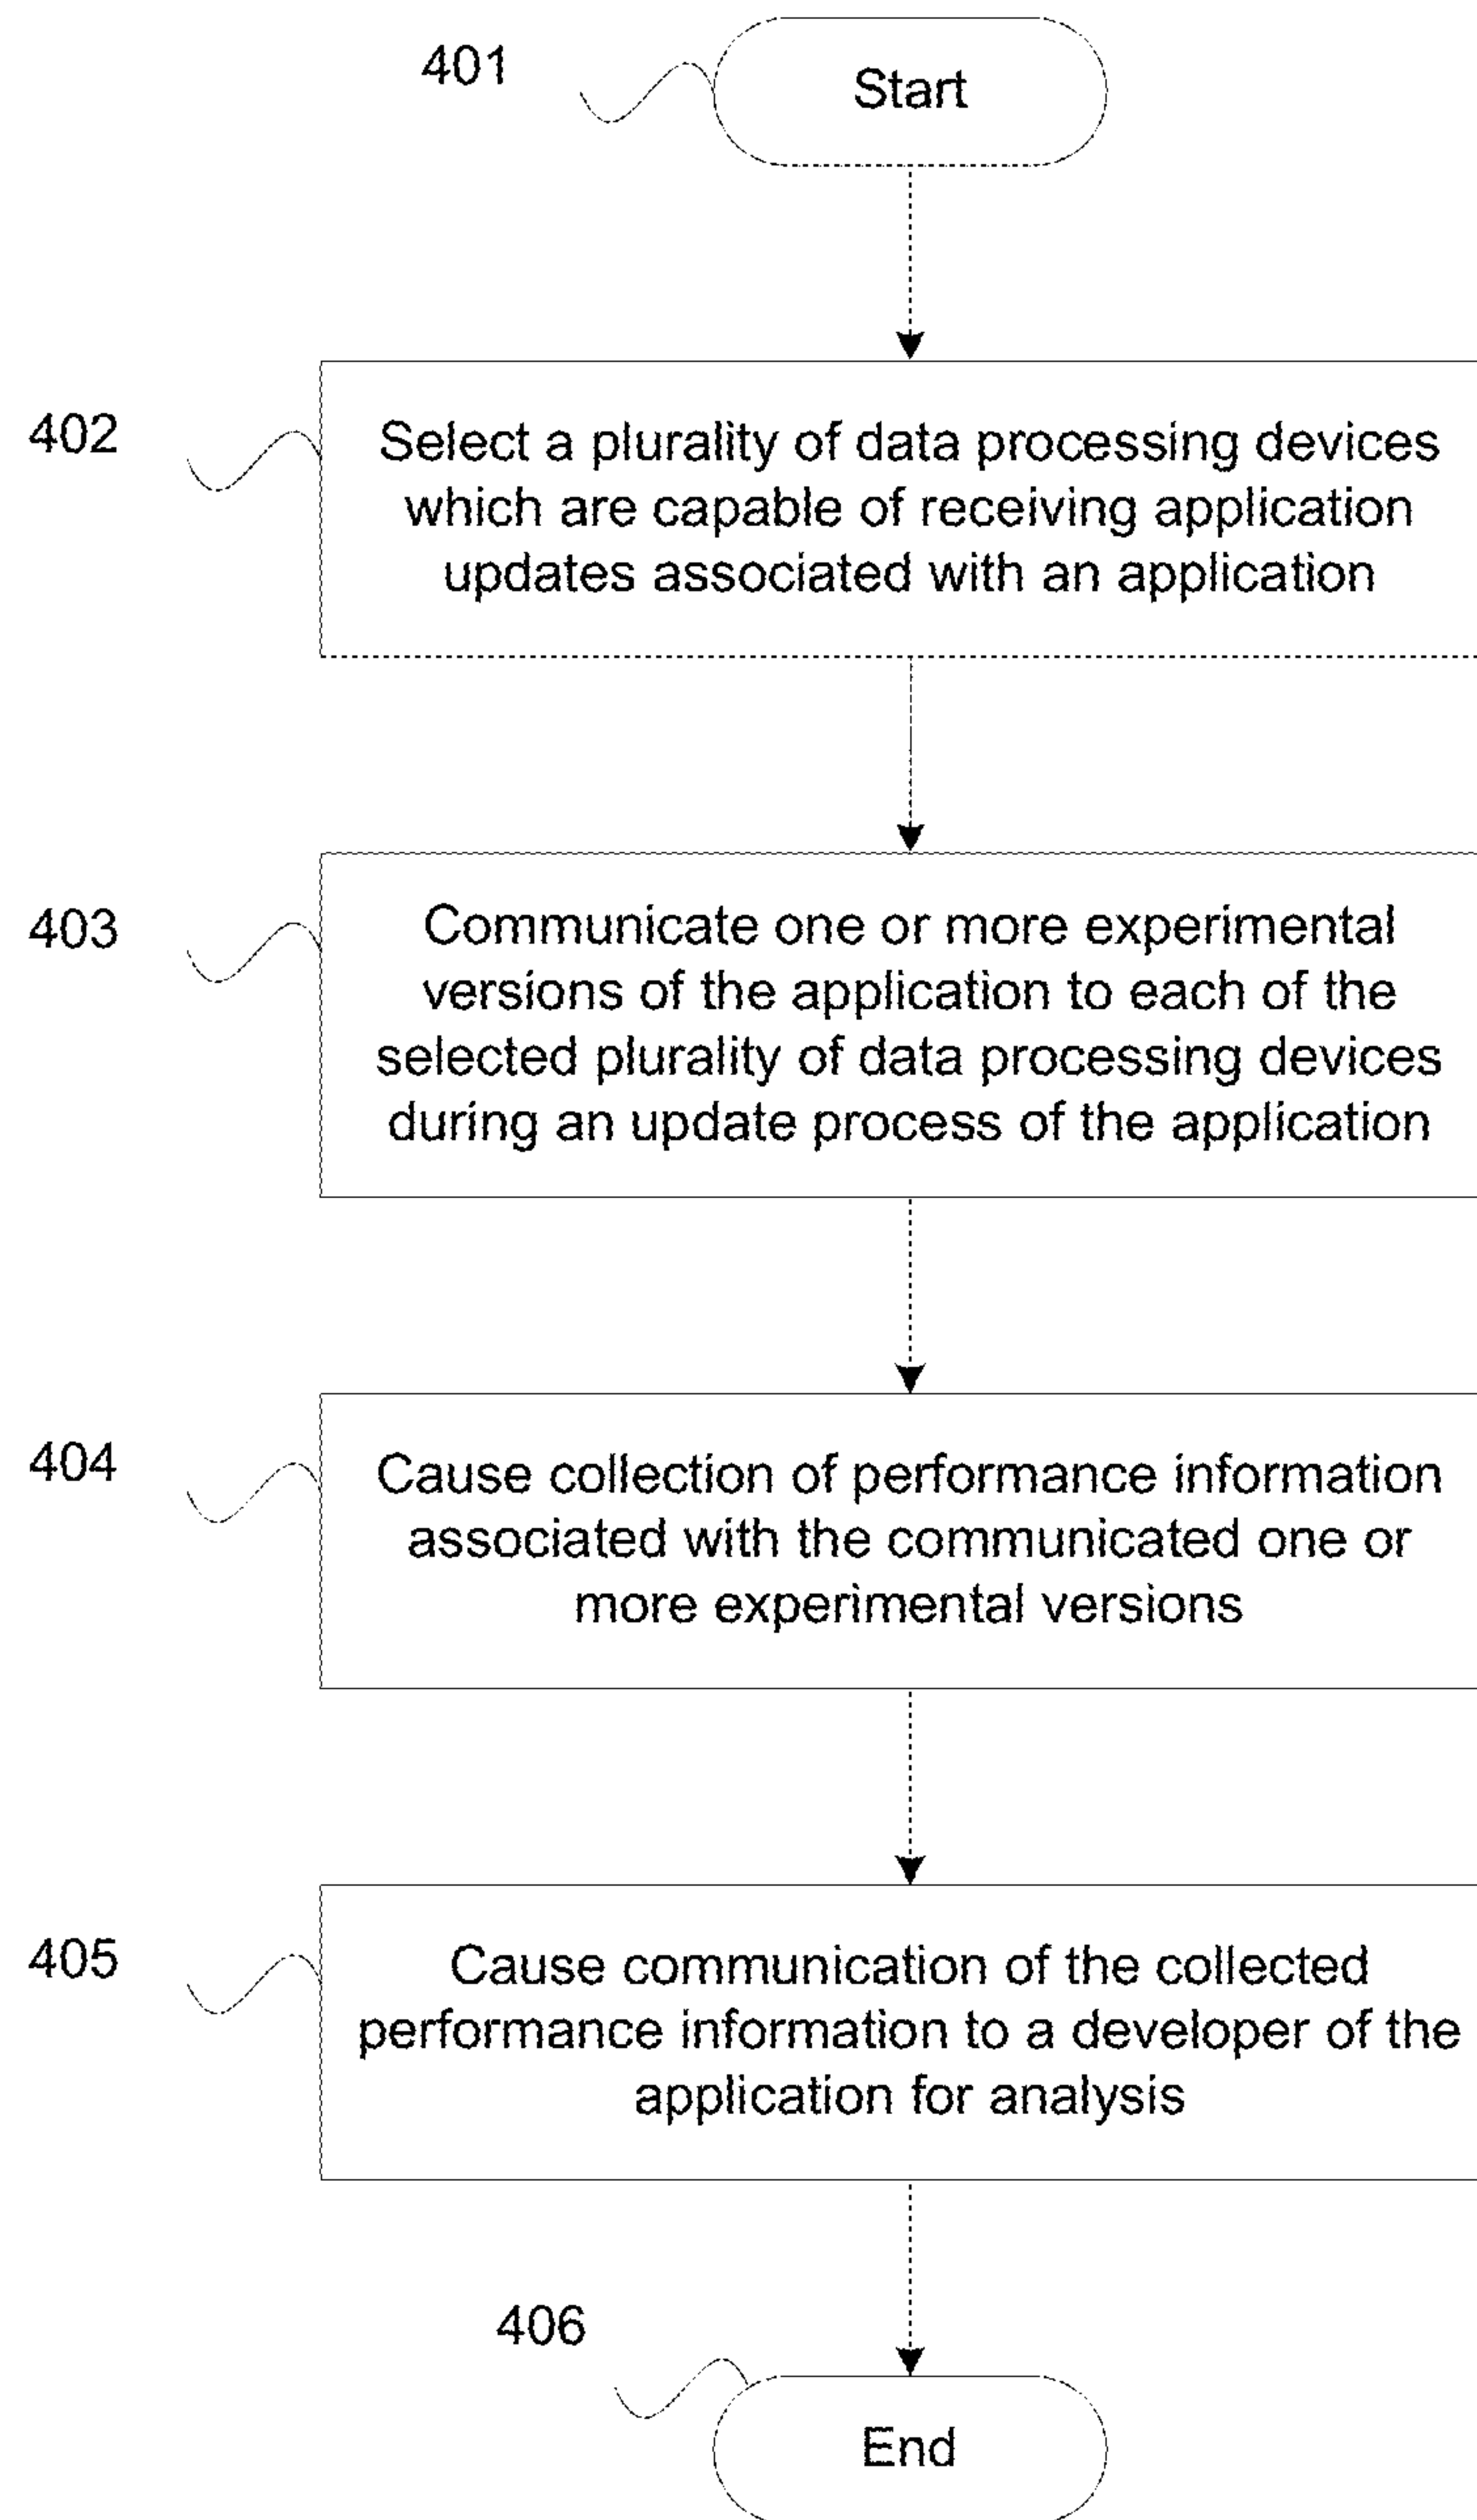 401
Start
402
Select a plurality of data processing devices
which are capable of receiving application
updates associated with an application
403
Communicate one or more experimental
versions of the application to each of the
selected plurality of data processing devices
during an update process of the application
404
Cause collection of performance information
associated with the communicated one or
more experimental versions
405
Cause communication of the collected
performance information to a developer of the
application for analysis
406
End